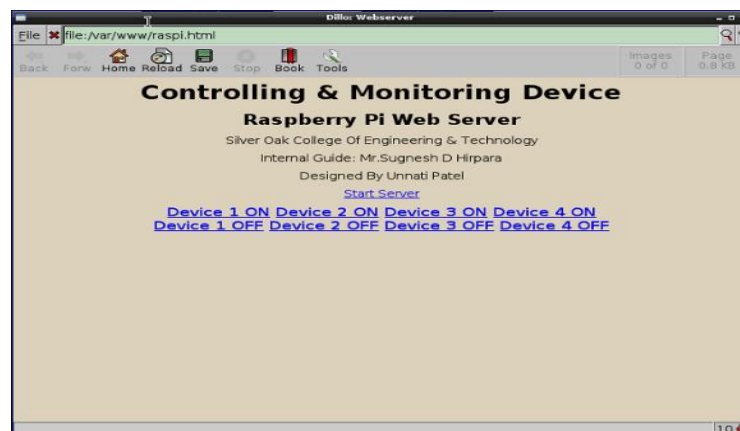 Dillo: Webserver
File file:/var/www/raspi.html
Back Forw Home Reload Save Stop Book Tools
Images Page
0 of 0 0.8 KB
Controlling & Monitoring Device
Raspberry Pi Web Server
Silver Oak College Of Engineering & Technology
Internal Guide: Mr.Sugnesh D Hirpara
Designed By Unnati Patel
Start Server
Device 1 ON Device 2 ON Device 3 ON Device 4 ON
Device 1 OFF Device 2 OFF Device 3 OFF Device 4 OFF